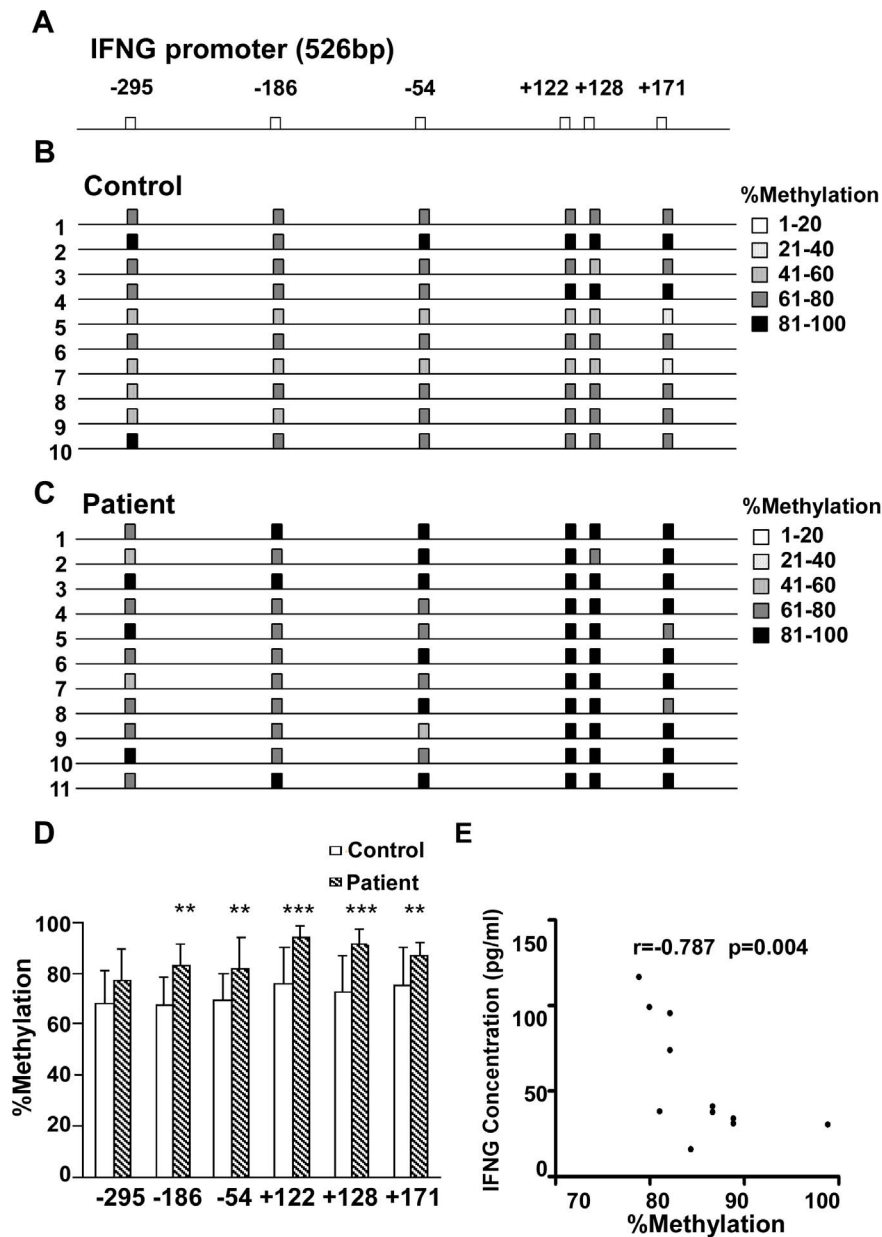 A
IFNG promoter (526bp)
-295 -186 -54 +122 +128 +171
B
Control
%Methylation
1-20
21-40
41-60
61-80
81-100
1
2
3
4
5
6
7
8
9
10
C
Patient
%Methylation
1-20
21-40
41-60
61-80
81-100
1
2
3
4
5
6
7
8
9
10
11
D
Control
Patient
** ** *** *** **
%Methylation
100
80
60
40
20
0
-295 -186 -54 +122 +128 +171
E
r=-0.787 p=0.004
IFNG Concentration (pg/ml)
150
100
50
0
70 80 90 100
%Methylation